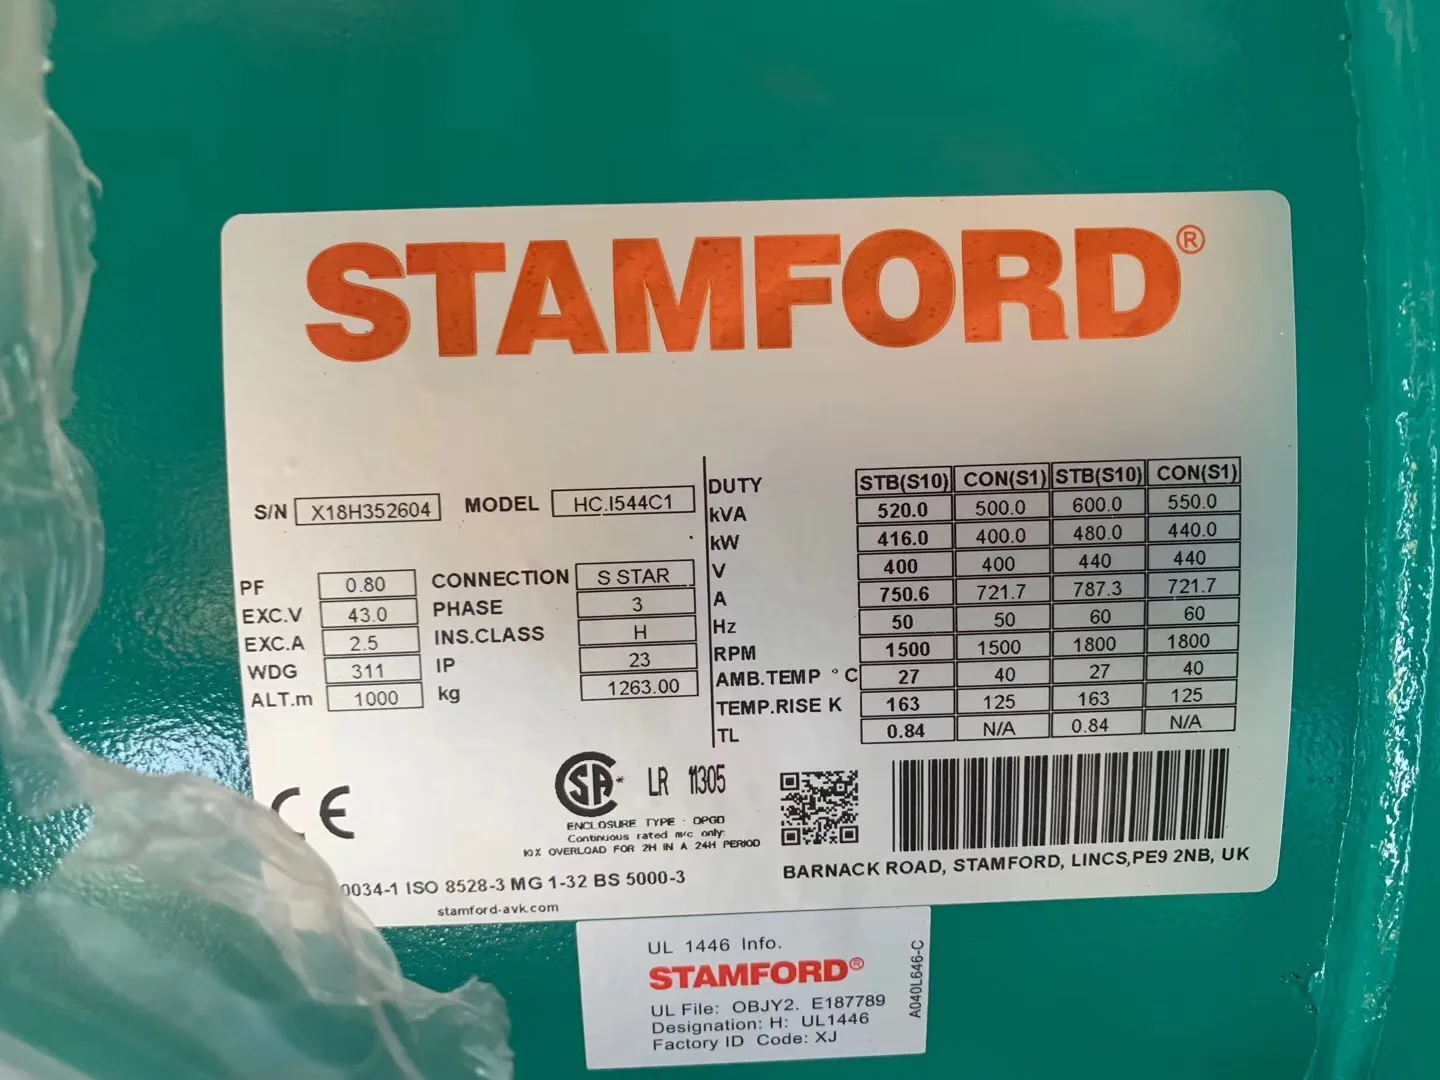 STAMFORD®
S/N X18H352604 MODEL HC.I544C1
PF 0.80 CONNECTION S STAR
EXC.V 43.0 PHASE 3
EXC.A 2.5 INS.CLASS H
WDG 311 IP 23
ALT.m 1000 kg 1263.00
DUTY STB(S10) CON(S1) STB(S10) CON(S1)
kVA 520.0 500.0 600.0 550.0
kW 416.0 400.0 480.0 440.0
V 400 400 440 440
A 750.6 721.7 787.3 721.7
Hz 50 50 60 60
RPM 1500 1500 1800 1800
AMB.TEMP °C 27 40 27 40
TEMP.RISE K 163 125 163 125
TL 0.84 N/A 0.84 N/A
CE
SA LR 11305
ENCLOSURE TYPE : DPGD
Continuous rated m/c only:
10% OVERLOAD FOR 2H IN A 24H PERIOD
BARNACK ROAD, STAMFORD, LINCS,PE9 2NB, UK
0034-1 ISO 8528-3 MG 1-32 BS 5000-3
stamford-avk.com
UL 1446 Info.
STAMFORD®
UL File: OBJY2. E187789
Designation: H: UL1446
Factory ID Code: XJ
A040L646-C